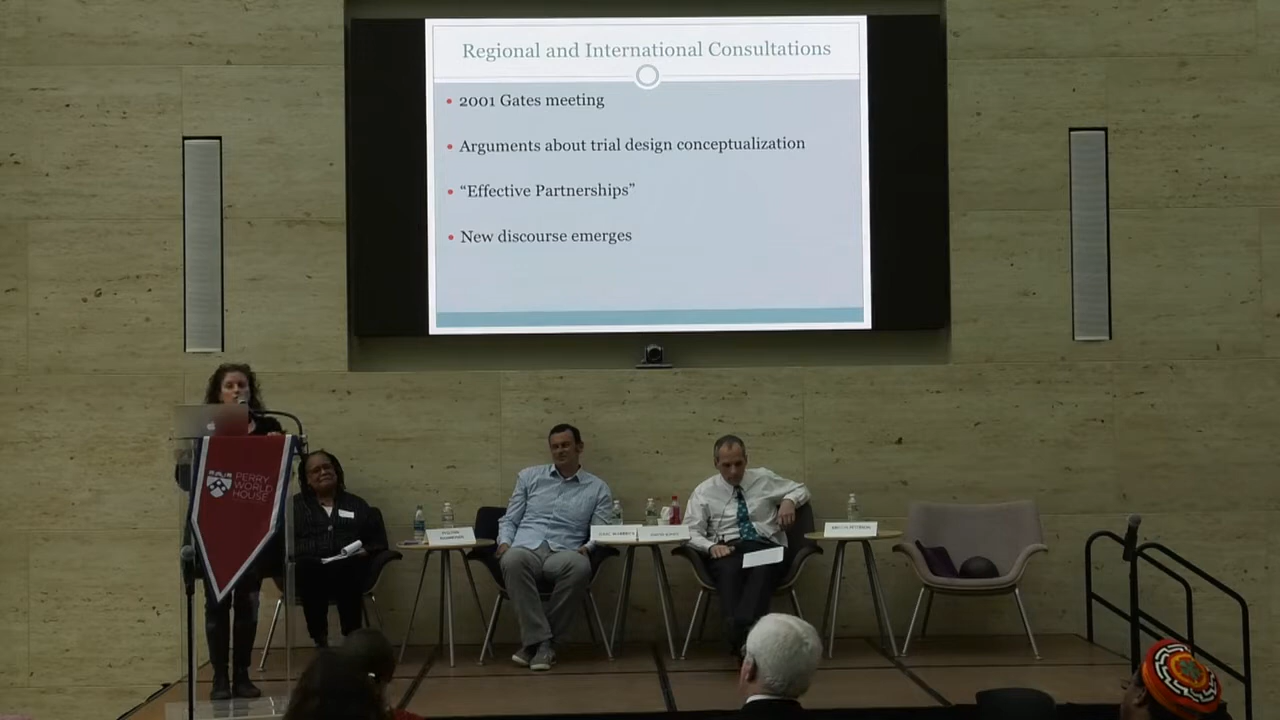 Regional and International Consultations
• 2001 Gates meeting
• Arguments about trial design conceptualization
• “Effective Partnerships”
• New discourse emerges
PERRY
WORLD
HOUSE